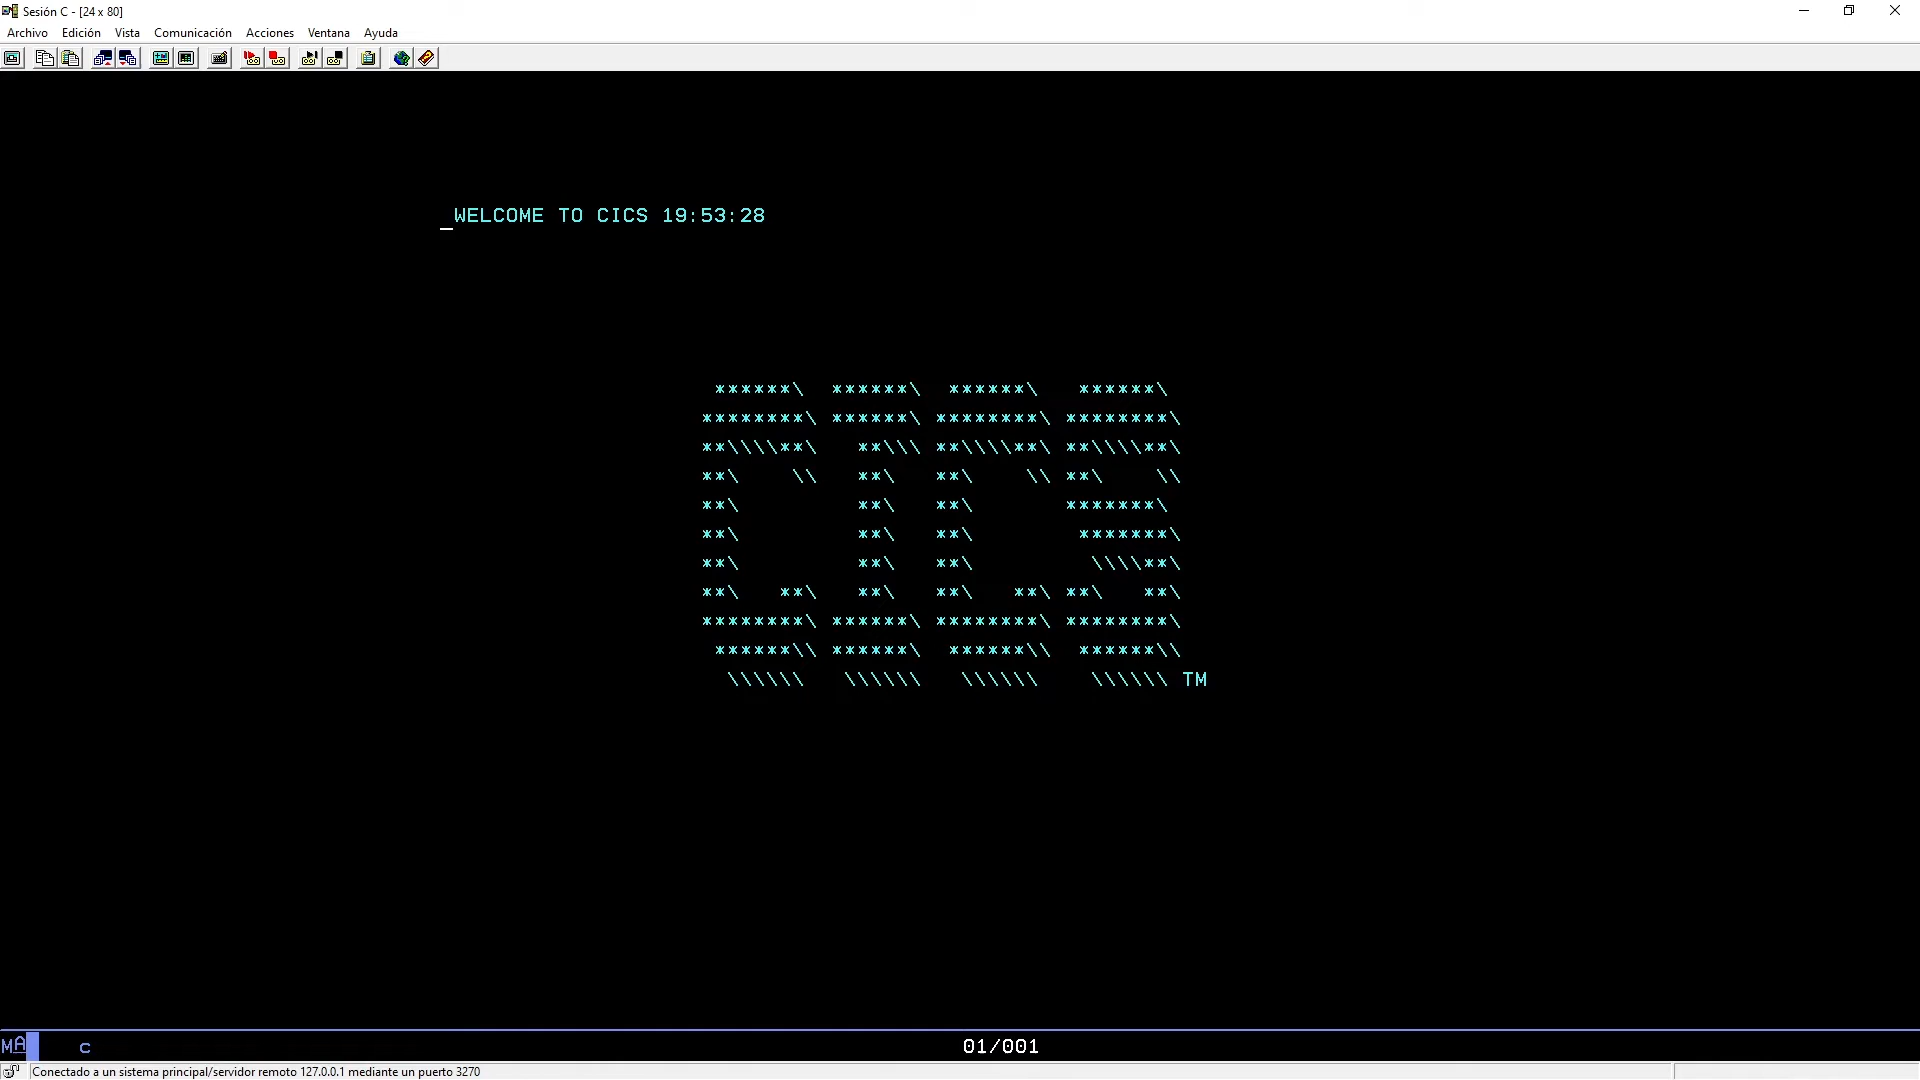 Sesión C - [24 x 80]
Archivo Edición Vista Comunicación Acciones Ventana Ayuda
_WELCOME TO CICS 19:53:28
 ******\  ******\  ******\   ******\
********\ ******\ ********\ ********\
**\\\\**\   **\\\ **\\\\**\ **\\\\**\
**\    \\   **\   **\    \\ **\    \\
**\         **\   **\       *******\
**\         **\   **\        *******\
**\         **\   **\         \\\\**\
**\   **\   **\   **\   **\ **\   **\
********\ ******\ ********\ ********\
 ******\\ ******\  ******\\  ******\\
  \\\\\\   \\\\\\   \\\\\\    \\\\\\ TM
MA c 01/001
Conectado a un sistema principal/servidor remoto 127.0.0.1 mediante un puerto 3270